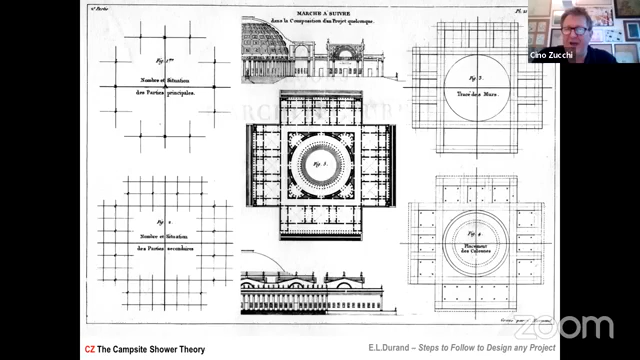 2e Partie
MARCHE A SUIVRE
dans la Composition d'un Projet quelconque.
Pl. 21
Cino Zucchi
Fig. 1ere
Nombre et Situation
des Parties principales.
Fig. 3.
Tracé des Murs.
Fig. 5.
Fig. 2.
Nombre et Situation
des Parties secondaires
Fig. 4.
Placement
des Colonnes
zoom
CZ The Campsite Shower Theory
E.L.Durand – Steps to Follow to Design any Project